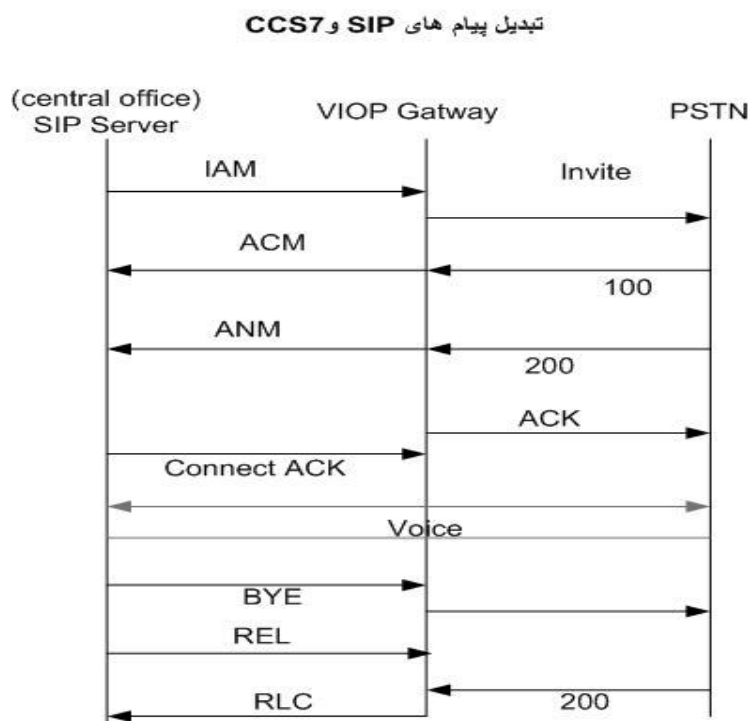 تبدیل پیام های SIP و CCS7
(central office)
SIP Server
VIOP Gatway
PSTN
IAM
Invite
ACM
100
ANM
200
ACK
Connect ACK
Voice
BYE
REL
200
RLC